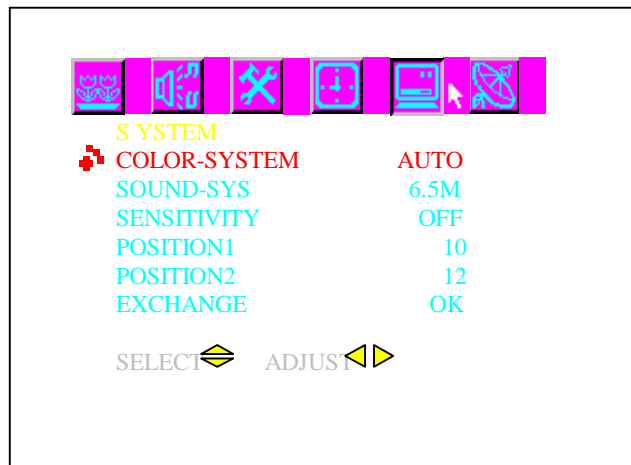 S YSTEM
COLOR-SYSTEM AUTO
SOUND-SYS 6.5M
SENSITIVITY OFF
POSITION1 10
POSITION2 12
EXCHANGE OK
SELECT ADJUST